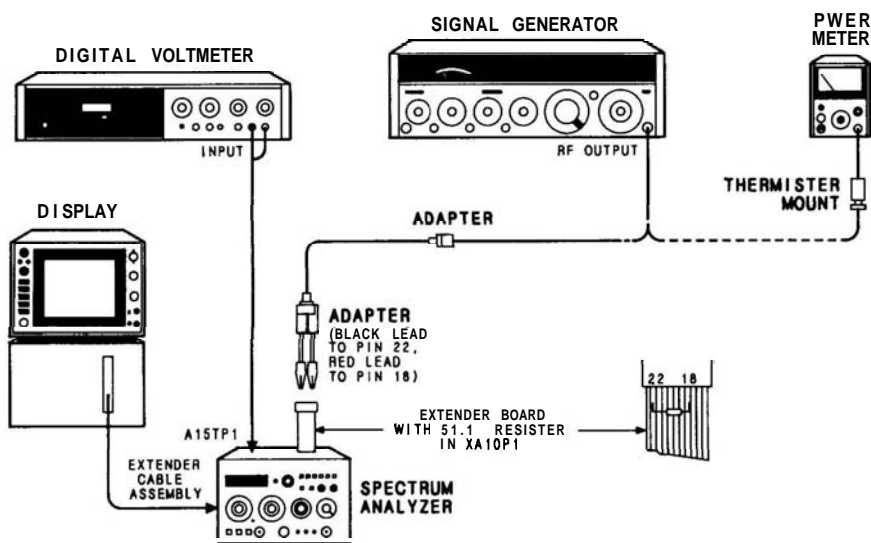 SIGNAL GENERATOR
PWER
METER
DIGITAL VOLTMETER
INPUT
RF OUTPUT
THERMISTER
MOUNT
DISPLAY
ADAPTER
ADAPTER
(BLACK LEAD
TO PIN 22,
RED LEAD
TO PIN 18)
22 18
EXTENDER BOARD
WITH 51.1 RESISTER
IN XA10P1
A15TP1
EXTENDER
CABLE
ASSEMBLY
SPECTRUM
ANALYZER